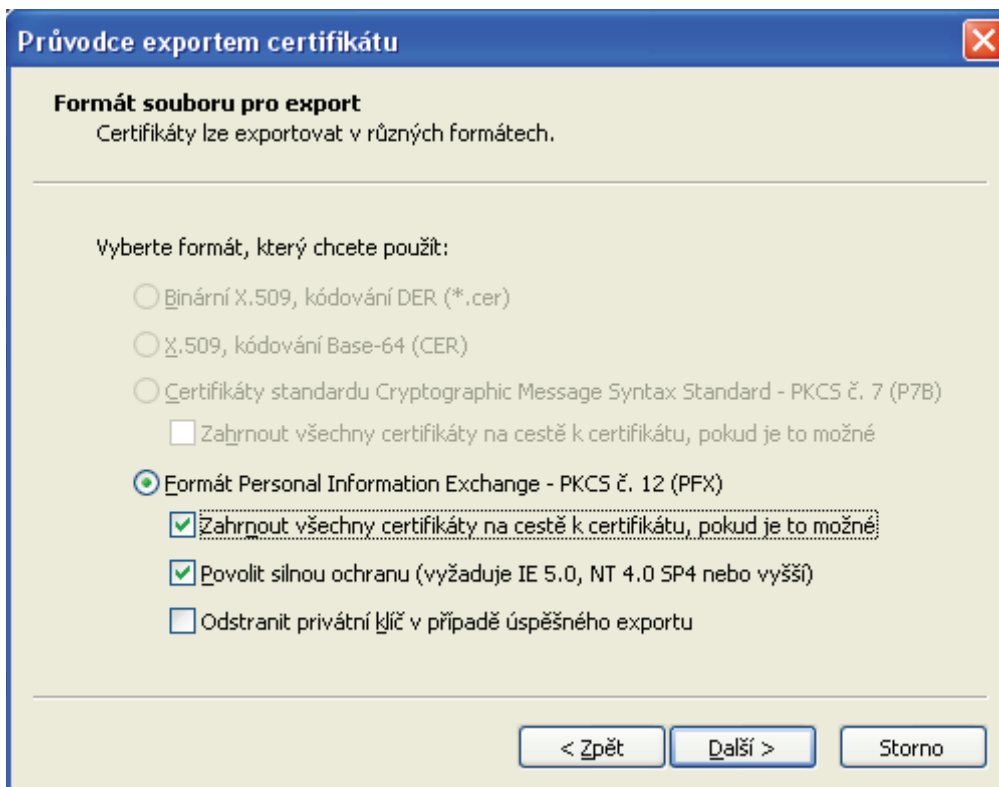 Průvodce exportem certifikátu
Formát souboru pro export
Certifikáty lze exportovat v různých formátech.
Vyberte formát, který chcete použít:
Binární X.509, kódování DER (*.cer)
X.509, kódování Base-64 (CER)
Certifikáty standardu Cryptographic Message Syntax Standard - PKCS č. 7 (P7B)
Zahrnout všechny certifikáty na cestě k certifikátu, pokud je to možné
Formát Personal Information Exchange - PKCS č. 12 (PFX)
Zahrnout všechny certifikáty na cestě k certifikátu, pokud je to možné
Povolit silnou ochranu (vyžaduje IE 5.0, NT 4.0 SP4 nebo vyšší)
Odstranit privátní klíč v případě úspěšného exportu
< Zpět Další > Storno